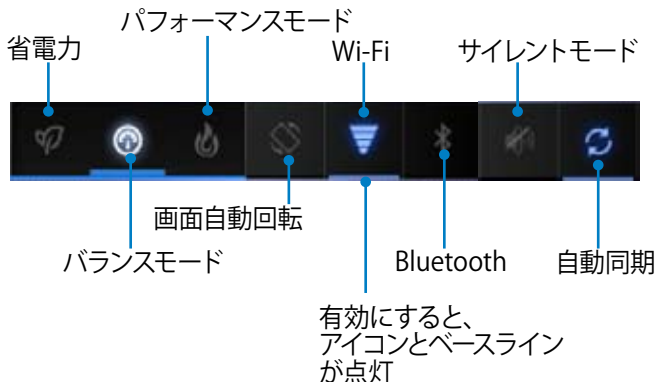 パフォーマンスモード
省電力
Wi-Fi
サイレントモード
画面自動回転
バランスモード
Bluetooth
自動同期
有効にすると、
アイコンとベースライン
が点灯